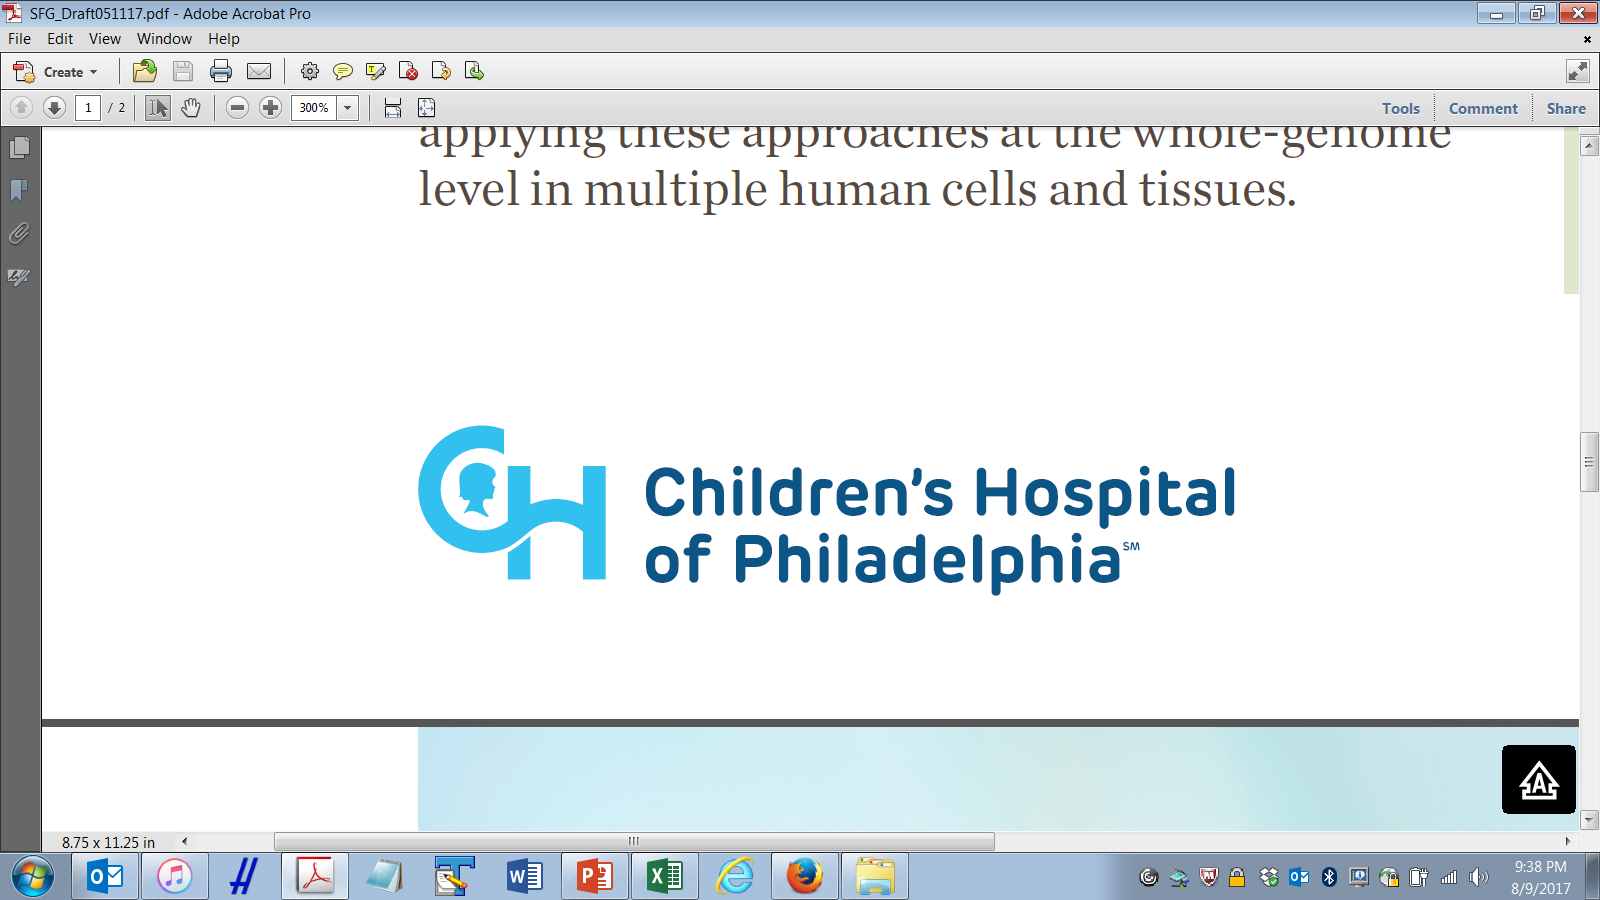 SFG_Draft051117.pdf - Adobe Acrobat Pro
File Edit View Window Help
Create
1 / 2 300% Tools Comment Share
applying these approaches at the whole-genome
level in multiple human cells and tissues.
CH Children's Hospital
of Philadelphia℠
8.75 x 11.25 in
9:38 PM
8/9/2017